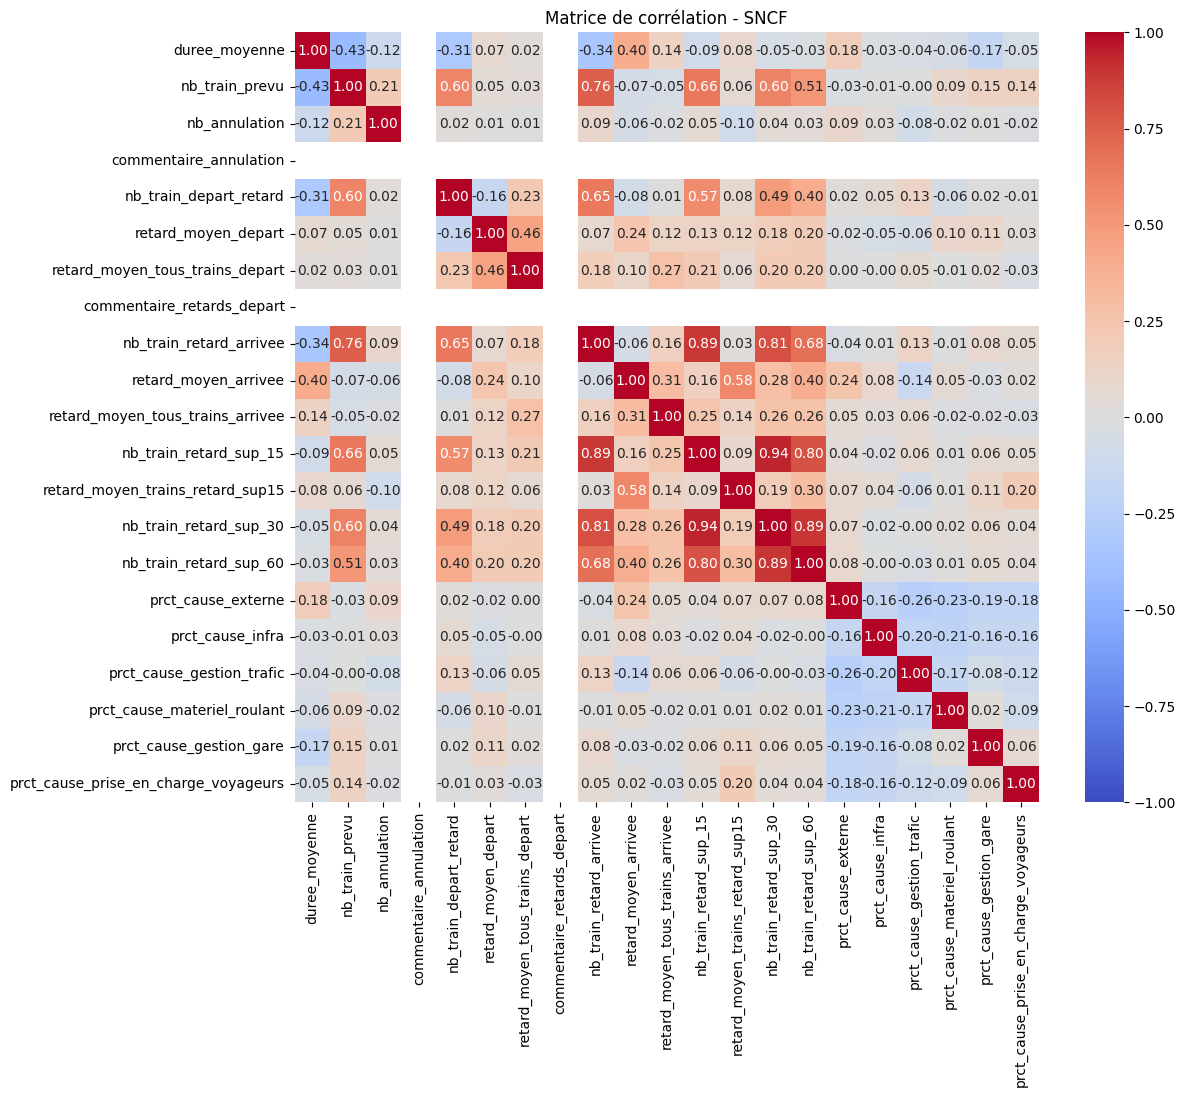 Matrice de corrélation - SNCF
duree_moyenne 1.00 -0.43 -0.12 -0.31 0.07 0.02 -0.34 0.40 0.14 -0.09 0.08 -0.05 -0.03 0.18 -0.03 -0.04 -0.06 -0.17 -0.05
nb_train_prevu -0.43 1.00 0.21 0.60 0.05 0.03 0.76 -0.07 -0.05 0.66 0.06 0.60 0.51 -0.03 -0.01 -0.00 0.09 0.15 0.14
nb_annulation -0.12 0.21 1.00 0.02 0.01 0.01 0.09 -0.06 -0.02 0.05 -0.10 0.04 0.03 0.09 0.03 -0.08 -0.02 0.01 -0.02
commentaire_annulation
nb_train_depart_retard -0.31 0.60 0.02 1.00 -0.16 0.23 0.65 -0.08 0.01 0.57 0.08 0.49 0.40 0.02 0.05 0.13 -0.06 0.02 -0.01
retard_moyen_depart 0.07 0.05 0.01 -0.16 1.00 0.46 0.07 0.24 0.12 0.13 0.12 0.18 0.20 -0.02 -0.05 -0.06 0.10 0.11 0.03
retard_moyen_tous_trains_depart 0.02 0.03 0.01 0.23 0.46 1.00 0.18 0.10 0.27 0.21 0.06 0.20 0.20 0.00 -0.00 0.05 -0.01 0.02 -0.03
commentaire_retards_depart
nb_train_retard_arrivee -0.34 0.76 0.09 0.65 0.07 0.18 1.00 -0.06 0.16 0.89 0.03 0.81 0.68 -0.04 0.01 0.13 -0.01 0.08 0.05
retard_moyen_arrivee 0.40 -0.07 -0.06 -0.08 0.24 0.10 -0.06 1.00 0.31 0.16 0.58 0.28 0.40 0.24 0.08 -0.14 0.05 -0.03 0.02
retard_moyen_tous_trains_arrivee 0.14 -0.05 -0.02 0.01 0.12 0.27 0.16 0.31 1.00 0.25 0.14 0.26 0.26 0.05 0.03 0.06 -0.02 -0.02 -0.03
nb_train_retard_sup_15 -0.09 0.66 0.05 0.57 0.13 0.21 0.89 0.16 0.25 1.00 0.09 0.94 0.80 0.04 -0.02 0.06 0.01 0.06 0.05
retard_moyen_trains_retard_sup15 0.08 0.06 -0.10 0.08 0.12 0.06 0.03 0.58 0.14 0.09 1.00 0.19 0.30 0.07 0.04 -0.06 0.01 0.11 0.20
nb_train_retard_sup_30 -0.05 0.60 0.04 0.49 0.18 0.20 0.81 0.28 0.26 0.94 0.19 1.00 0.89 0.07 -0.02 -0.00 0.02 0.06 0.04
nb_train_retard_sup_60 -0.03 0.51 0.03 0.40 0.20 0.20 0.68 0.40 0.26 0.80 0.30 0.89 1.00 0.08 -0.00 -0.03 0.01 0.05 0.04
prct_cause_externe 0.18 -0.03 0.09 0.02 -0.02 0.00 -0.04 0.24 0.05 0.04 0.07 0.07 0.08 1.00 -0.16 -0.26 -0.23 -0.19 -0.18
prct_cause_infra -0.03 -0.01 0.03 0.05 -0.05 -0.00 0.01 0.08 0.03 -0.02 0.04 -0.02 -0.00 -0.16 1.00 -0.20 -0.21 -0.16 -0.16
prct_cause_gestion_trafic -0.04 -0.00 -0.08 0.13 -0.06 0.05 0.13 -0.14 0.06 0.06 -0.06 -0.00 -0.03 -0.26 -0.20 1.00 -0.17 -0.08 -0.12
prct_cause_materiel_roulant -0.06 0.09 -0.02 -0.06 0.10 -0.01 -0.01 0.05 -0.02 0.01 0.01 0.02 0.01 -0.23 -0.21 -0.17 1.00 0.02 -0.09
prct_cause_gestion_gare -0.17 0.15 0.01 0.02 0.11 0.02 0.08 -0.03 -0.02 0.06 0.11 0.06 0.05 -0.19 -0.16 -0.08 0.02 1.00 0.06
prct_cause_prise_en_charge_voyageurs -0.05 0.14 -0.02 -0.01 0.03 -0.03 0.05 0.02 -0.03 0.05 0.20 0.04 0.04 -0.18 -0.16 -0.12 -0.09 0.06 1.00
duree_moyenne
nb_train_prevu
nb_annulation
commentaire_annulation
nb_train_depart_retard
retard_moyen_depart
retard_moyen_tous_trains_depart
commentaire_retards_depart
nb_train_retard_arrivee
retard_moyen_arrivee
retard_moyen_tous_trains_arrivee
nb_train_retard_sup_15
retard_moyen_trains_retard_sup15
nb_train_retard_sup_30
nb_train_retard_sup_60
prct_cause_externe
prct_cause_infra
prct_cause_gestion_trafic
prct_cause_materiel_roulant
prct_cause_gestion_gare
prct_cause_prise_en_charge_voyageurs
1.00
0.75
0.50
0.25
0.00
−0.25
−0.50
−0.75
−1.00